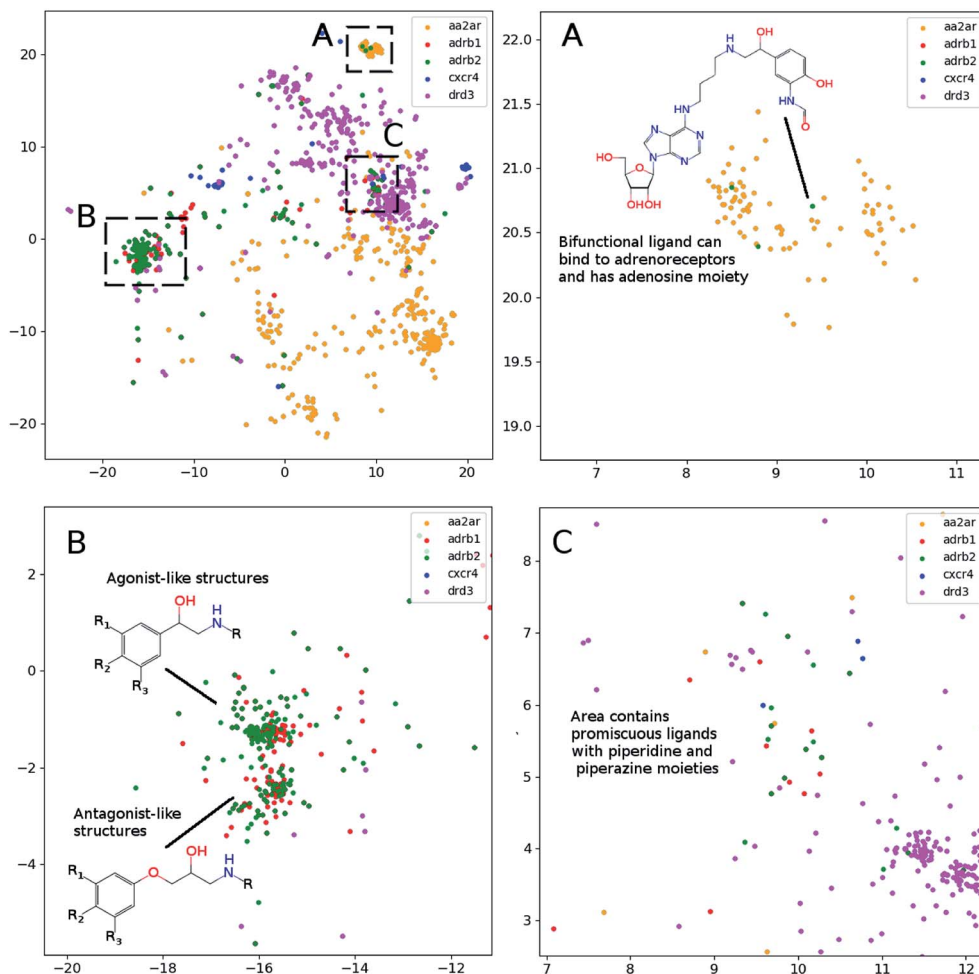 A
B
C
aa2ar
adrb1
adrb2
cxcr4
drd3
20
10
0
−10
−20
−20
−10
0
10
20
A
aa2ar
adrb1
adrb2
cxcr4
drd3
22.0
21.5
21.0
20.5
20.0
19.5
19.0
7
8
9
10
11
OH
H
N
OH
HN
O
NH
N
N
N
N
HO
O
OH
OH
Bifunctional ligand can
bind to adrenoreceptors
and has adenosine moiety
B
aa2ar
adrb1
adrb2
cxcr4
drd3
Agonist-like structures
OH
H
N
R
R1
R2
R3
Antagonist-like
structures
OH
H
N
R
O
R1
R2
R3
2
0
−2
−4
−20
−18
−16
−14
−12
C
aa2ar
adrb1
adrb2
cxcr4
drd3
Area contains
promiscuous ligands
with piperidine and
piperazine moieties
8
7
6
5
4
3
7
8
9
10
11
12